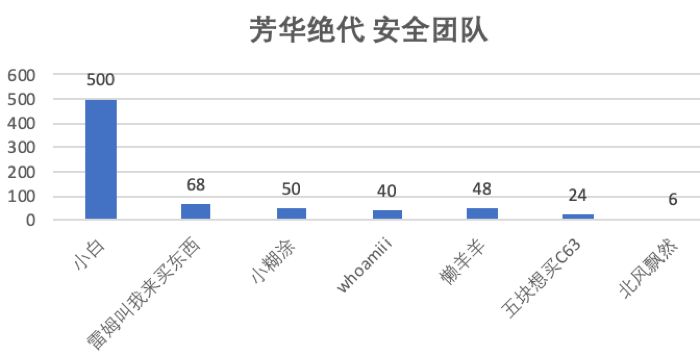 芳华绝代 安全团队
600
500
400
300
200
100
0
500
68
50
40
48
24
6
小白
雷姆叫我来买东西
小糊涂
whoamiii
懒羊羊
五块想买C63
北风飘然